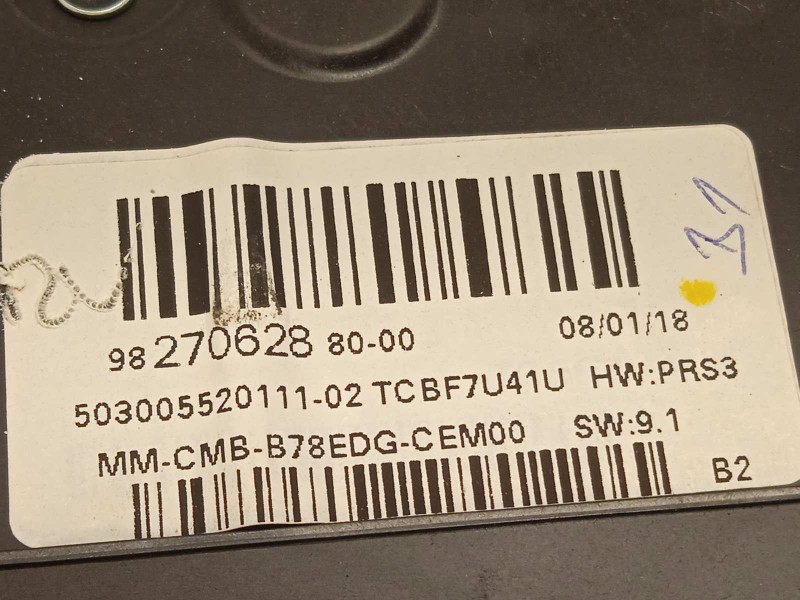 98 270628 80-00 08/01/18
503005520111-02 TCBF7U41U HW:PRS3
MM-CMB-B78EDG-CEM00 SW:9.1
B2